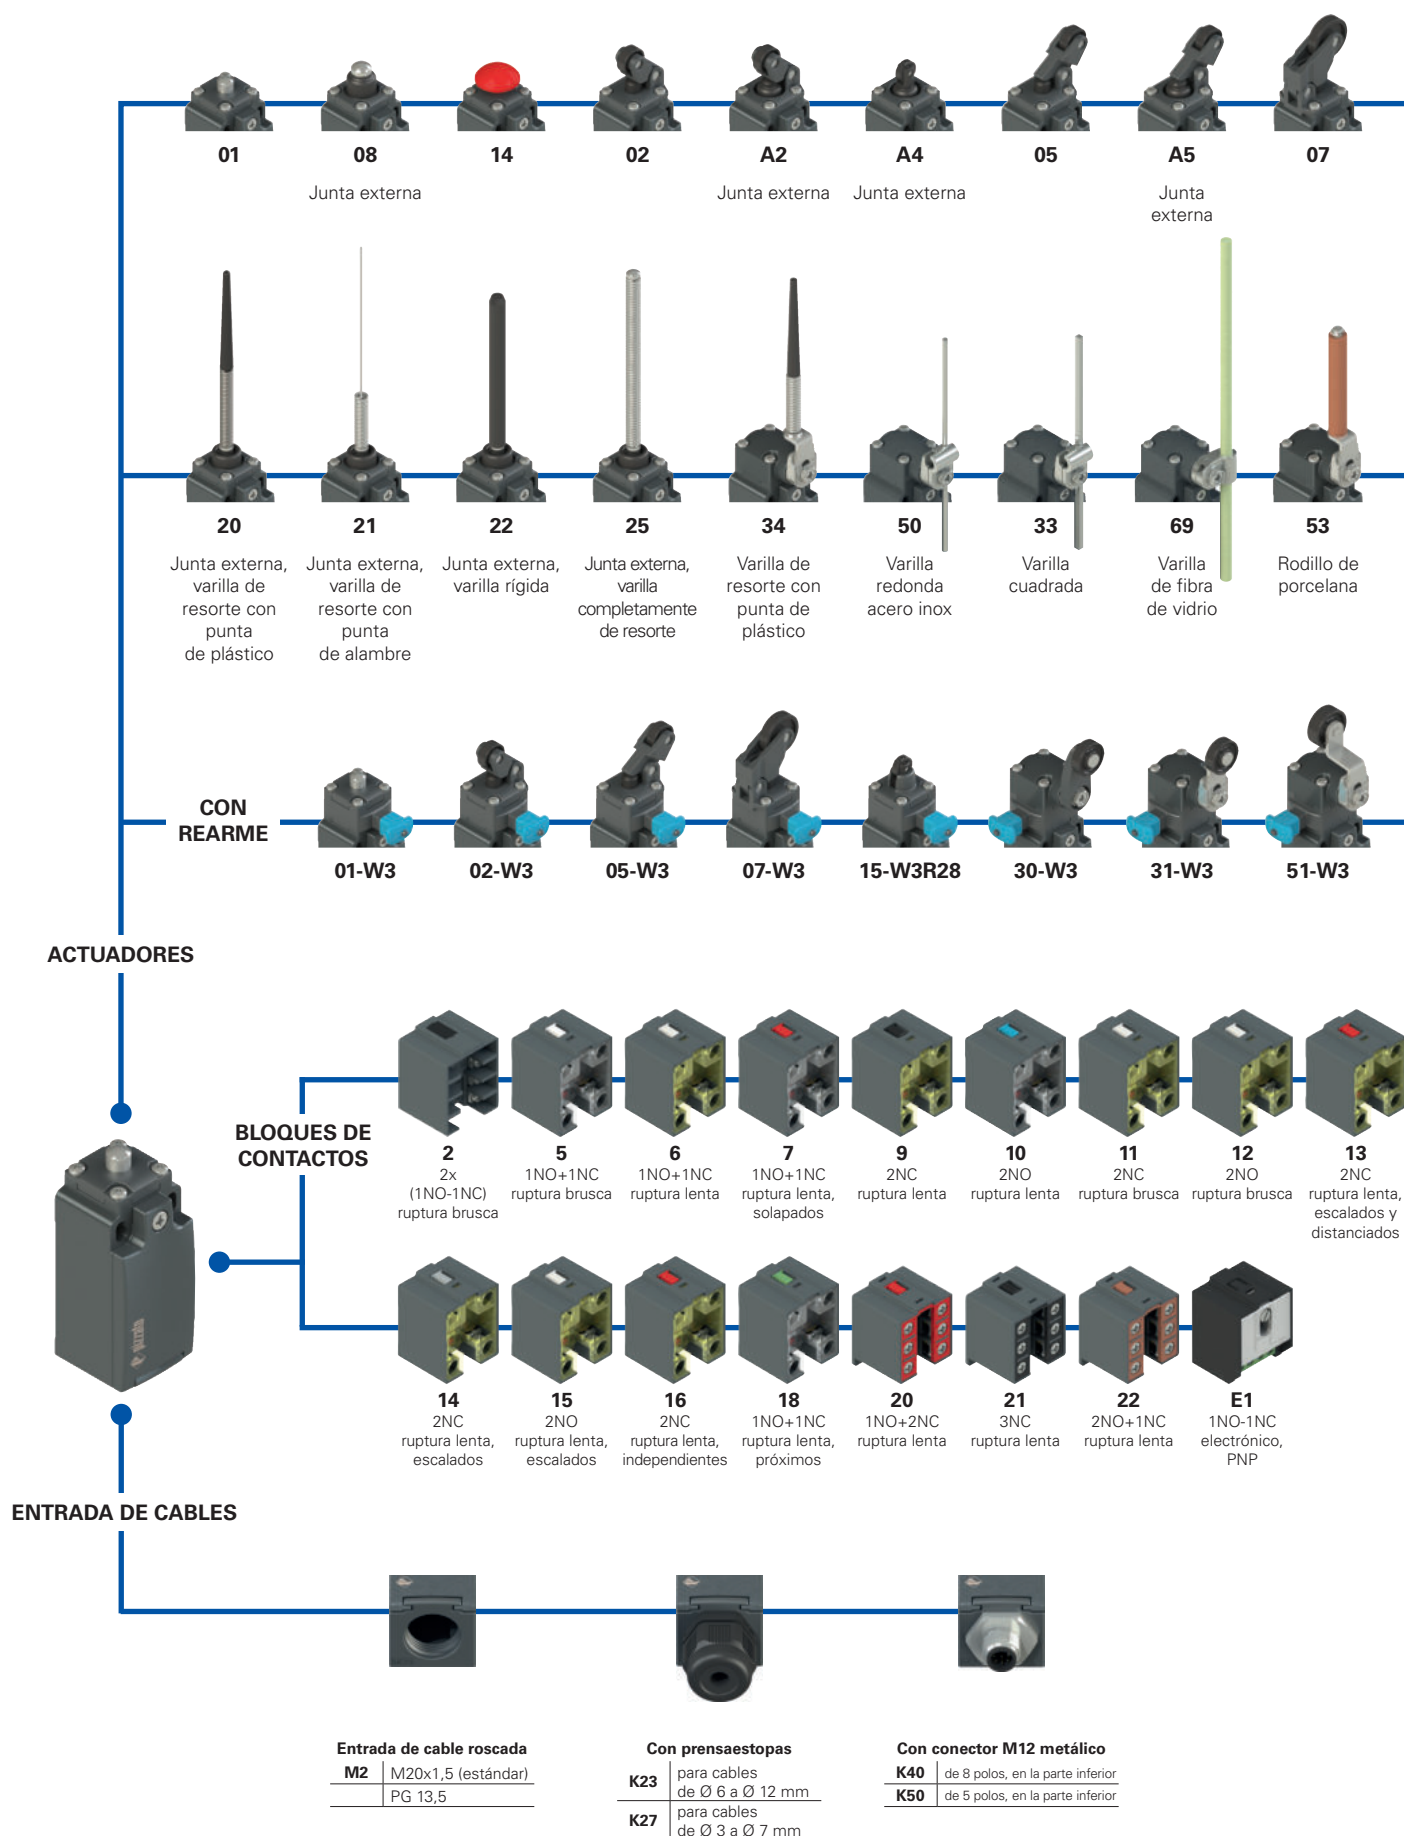 01
08
14
02
A2
A4
05
A5
07
Junta externa
Junta externa
Junta externa
Junta
externa
20
21
22
25
34
50
33
69
53
Junta externa,
varilla de
resorte con
punta
de plástico
Junta externa,
varilla de
resorte con
punta
de alambre
Junta externa,
varilla rígida
Junta externa,
varilla
completamente
de resorte
Varilla de
resorte con
punta de
plástico
Varilla
redonda
acero inox
Varilla
cuadrada
Varilla
de fibra
de vidrio
Rodillo de
porcelana
CON
REARME
01-W3
02-W3
05-W3
07-W3
15-W3R28
30-W3
31-W3
51-W3
ACTUADORES
BLOQUES DE
CONTACTOS
2
2x
(1NO-1NC)
ruptura brusca
5
1NO+1NC
ruptura brusca
6
1NO+1NC
ruptura lenta
7
1NO+1NC
ruptura lenta,
solapados
9
2NC
ruptura lenta
10
2NO
ruptura lenta
11
2NC
ruptura brusca
12
2NO
ruptura brusca
13
2NC
ruptura lenta,
escalados y
distanciados
pizzato
14
2NC
ruptura lenta,
escalados
15
2NO
ruptura lenta,
escalados
16
2NC
ruptura lenta,
independientes
18
1NO+1NC
ruptura lenta,
próximos
20
1NO+2NC
ruptura lenta
21
3NC
ruptura lenta
22
2NO+1NC
ruptura lenta
E1
1NO-1NC
electrónico,
PNP
ENTRADA DE CABLES
Entrada de cable roscada
M2 M20x1,5 (estándar)
PG 13,5
Con prensaestopas
K23 para cables
de Ø 6 a Ø 12 mm
K27 para cables
de Ø 3 a Ø 7 mm
Con conector M12 metálico
K40 de 8 polos, en la parte inferior
K50 de 5 polos, en la parte inferior